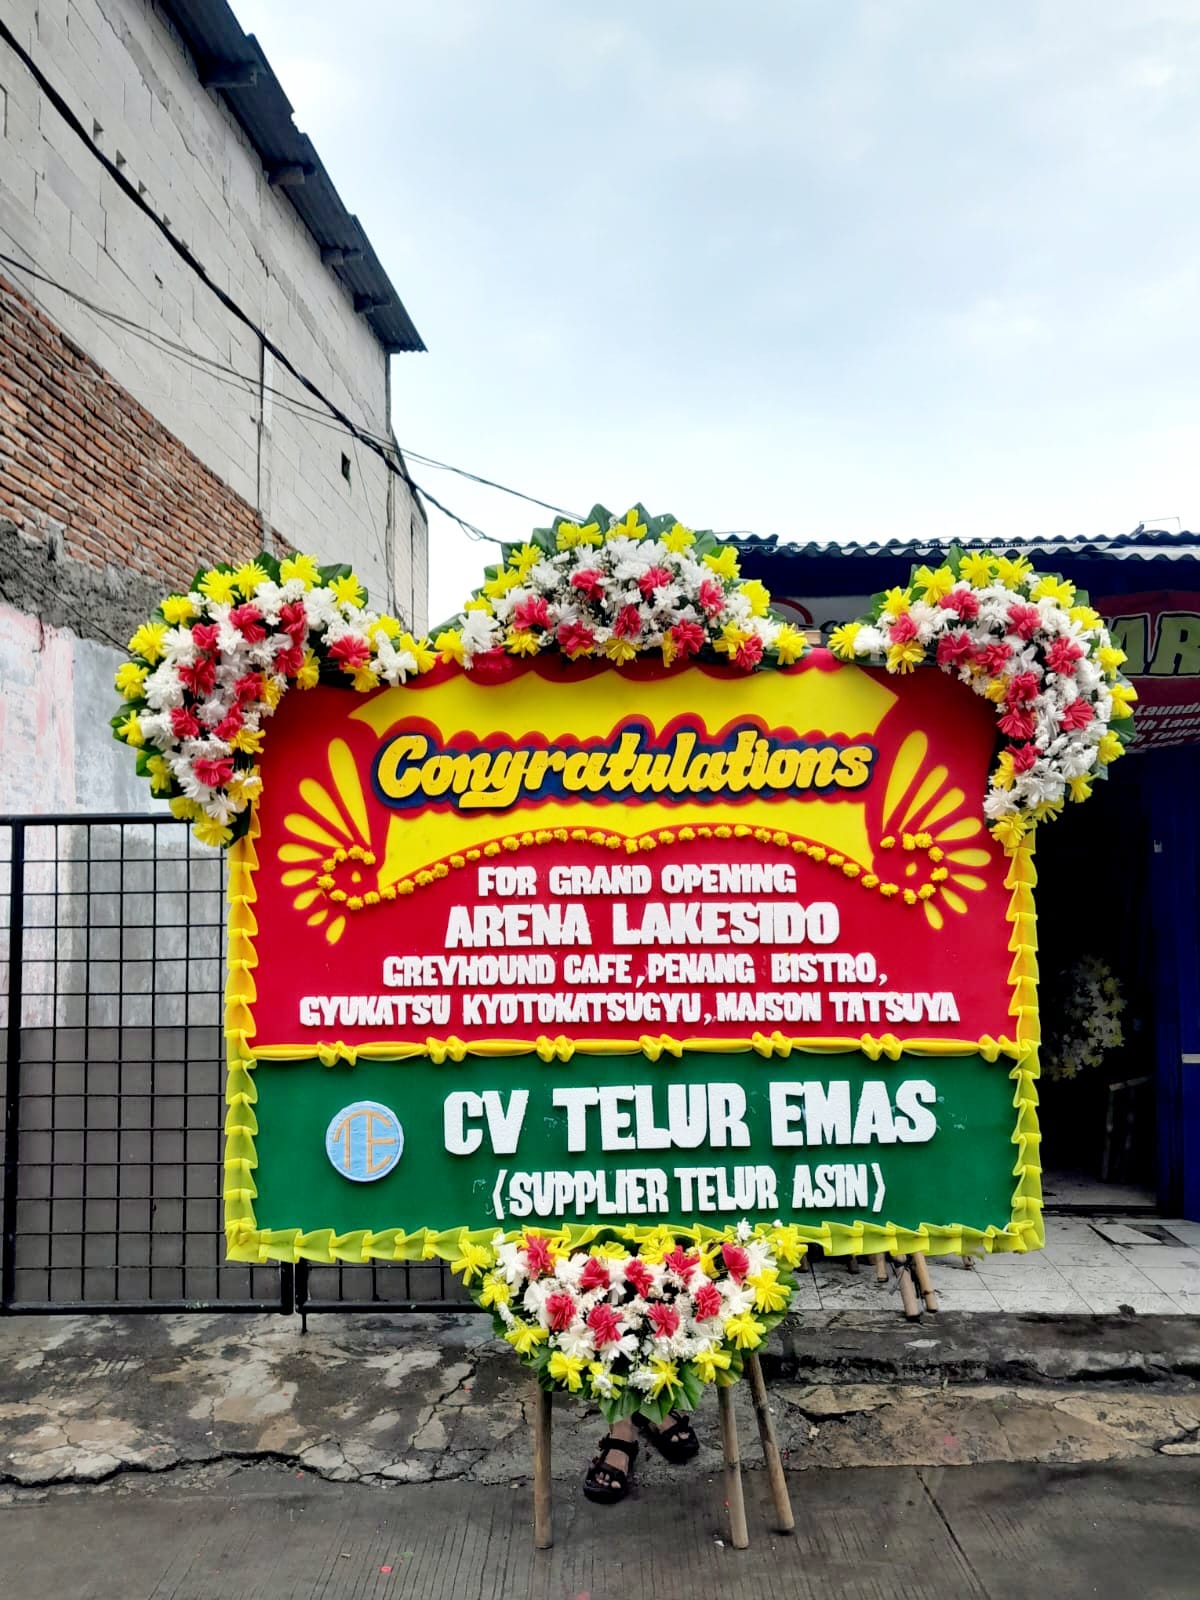 Congratulations
FOR GRAND OPENING
ARENA LAKESIDO
GREYHOUND CAFE, PENANG BISTRO,
GYUKATSU KYOTOKATSUGYU, MAISON TATSUYA
TE
CV TELUR EMAS
(SUPPLIER TELUR ASIN)